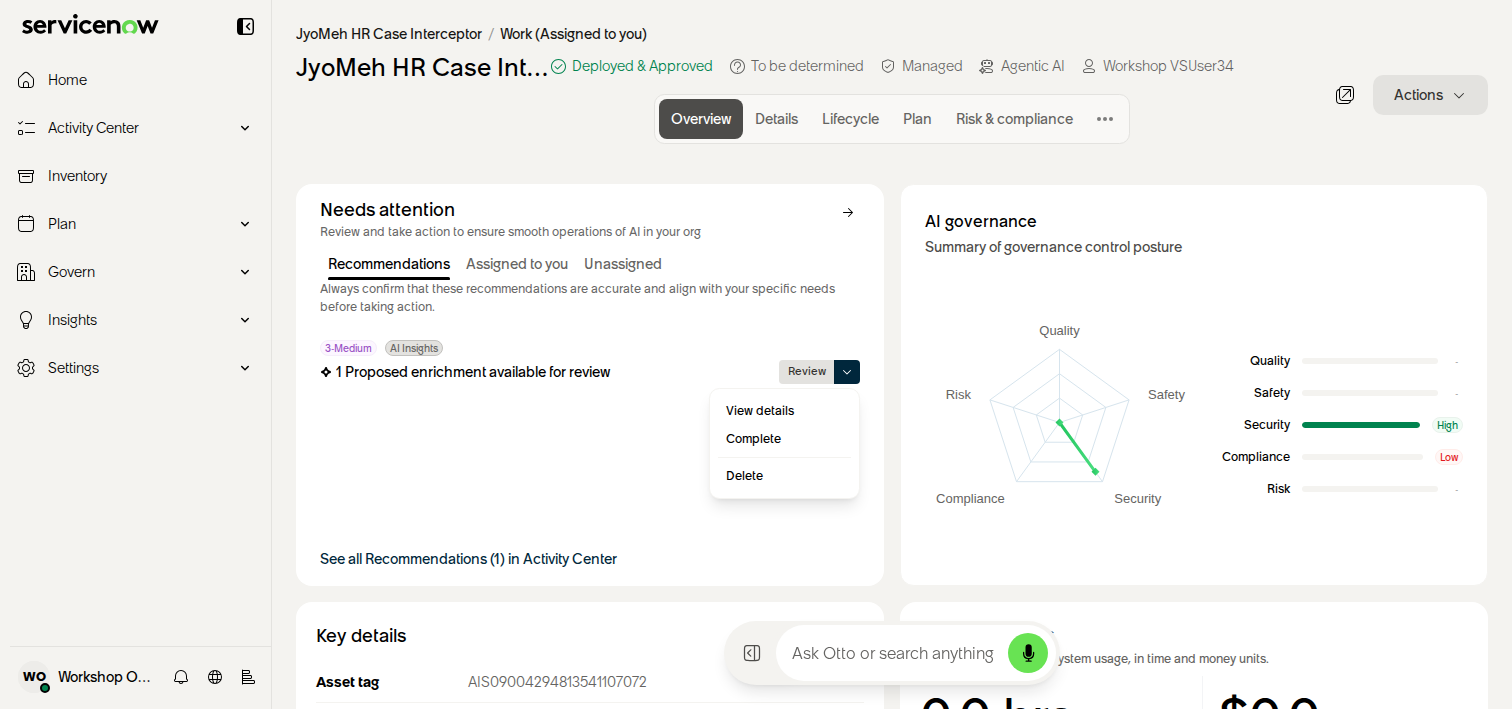 servicenow
Home
Activity Center
Inventory
Plan
Govern
Insights
Settings
WO
Workshop O...
JyoMeh HR Case Interceptor / Work (Assigned to you)
JyoMeh HR Case Int...
Deployed & Approved
To be determined
Managed
Agentic AI
Workshop VSUser34
Actions
Overview
Details
Lifecycle
Plan
Risk & compliance
Needs attention
Review and take action to ensure smooth operations of AI in your org
Recommendations
Assigned to you
Unassigned
Always confirm that these recommendations are accurate and align with your specific needs
before taking action.
3-Medium
AI Insights
1 Proposed enrichment available for review
Review
View details
Complete
Delete
See all Recommendations (1) in Activity Center
AI governance
Summary of governance control posture
Quality
Safety
Security
Compliance
Risk
Quality -
Safety -
Security High
Compliance Low
Risk -
Key details
Asset tag AIS09004294813541107072
Ask Otto or search anything
usage, in time and money units.